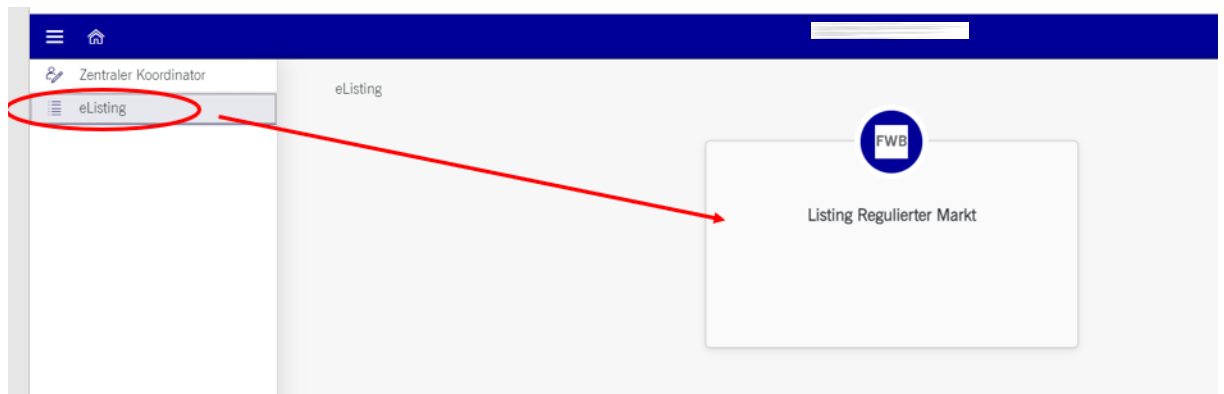 Zentraler Koordinator
eListing
eListing
FWB
Listing Regulierter Markt